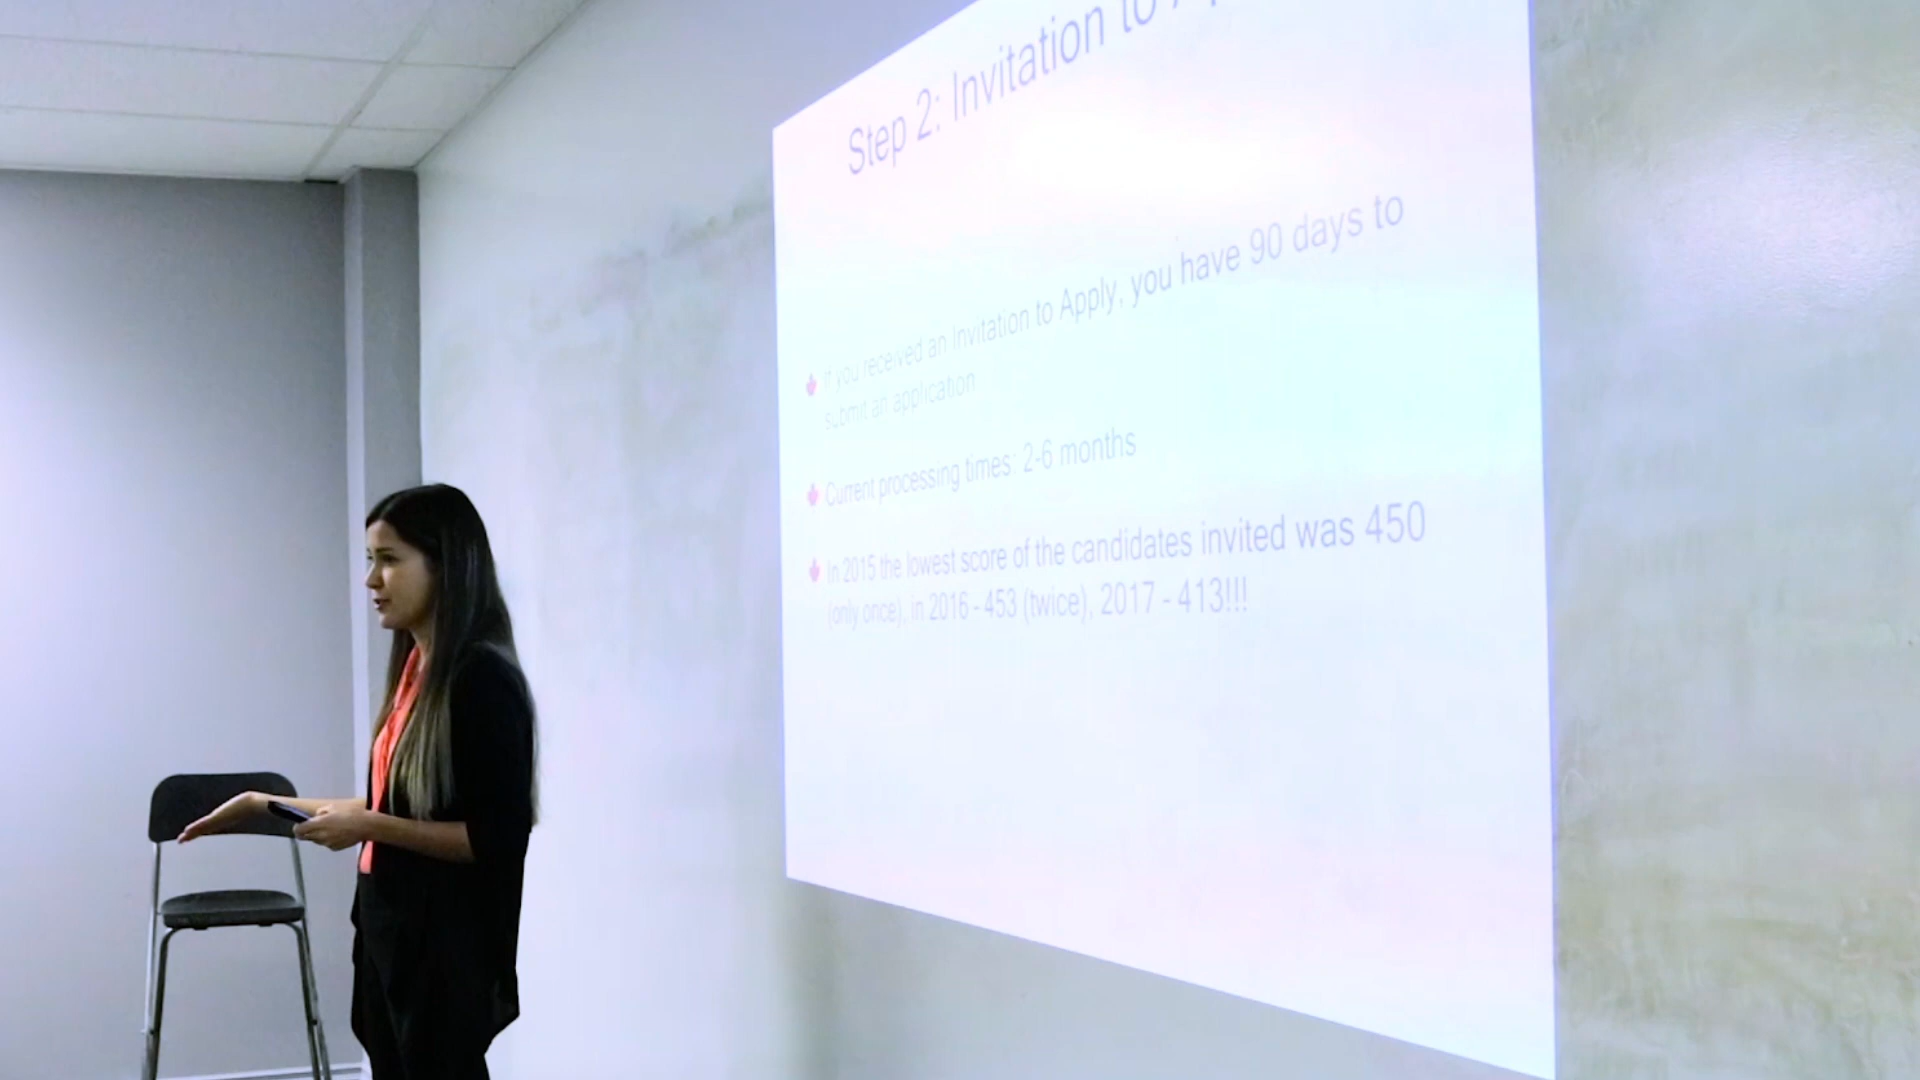 Step 2: Invitation to
If you received an Invitation to Apply, you have 90 days to
submit an application
Current processing times: 2-6 months
In 2015 the lowest score of the candidates invited was 450
(only once), in 2016 - 453 (twice), 2017 - 413!!!